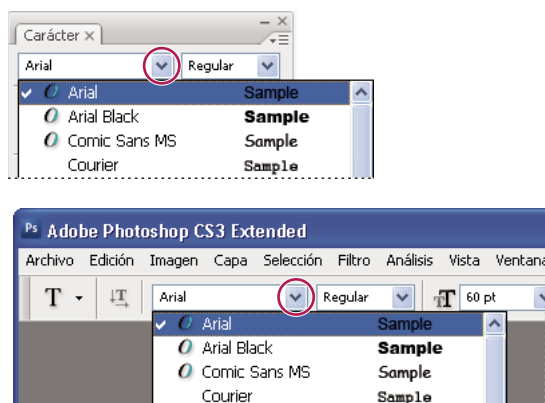 Carácter ×
Arial Regular
Arial Sample
Arial Black Sample
Comic Sans MS Sample
Courier Sample
Ps Adobe Photoshop CS3 Extended
Archivo Edición Imagen Capa Selección Filtro Análisis Vista Ventana
T T Arial Regular TT 60 pt
Arial Sample
Arial Black Sample
Comic Sans MS Sample
Courier Sample